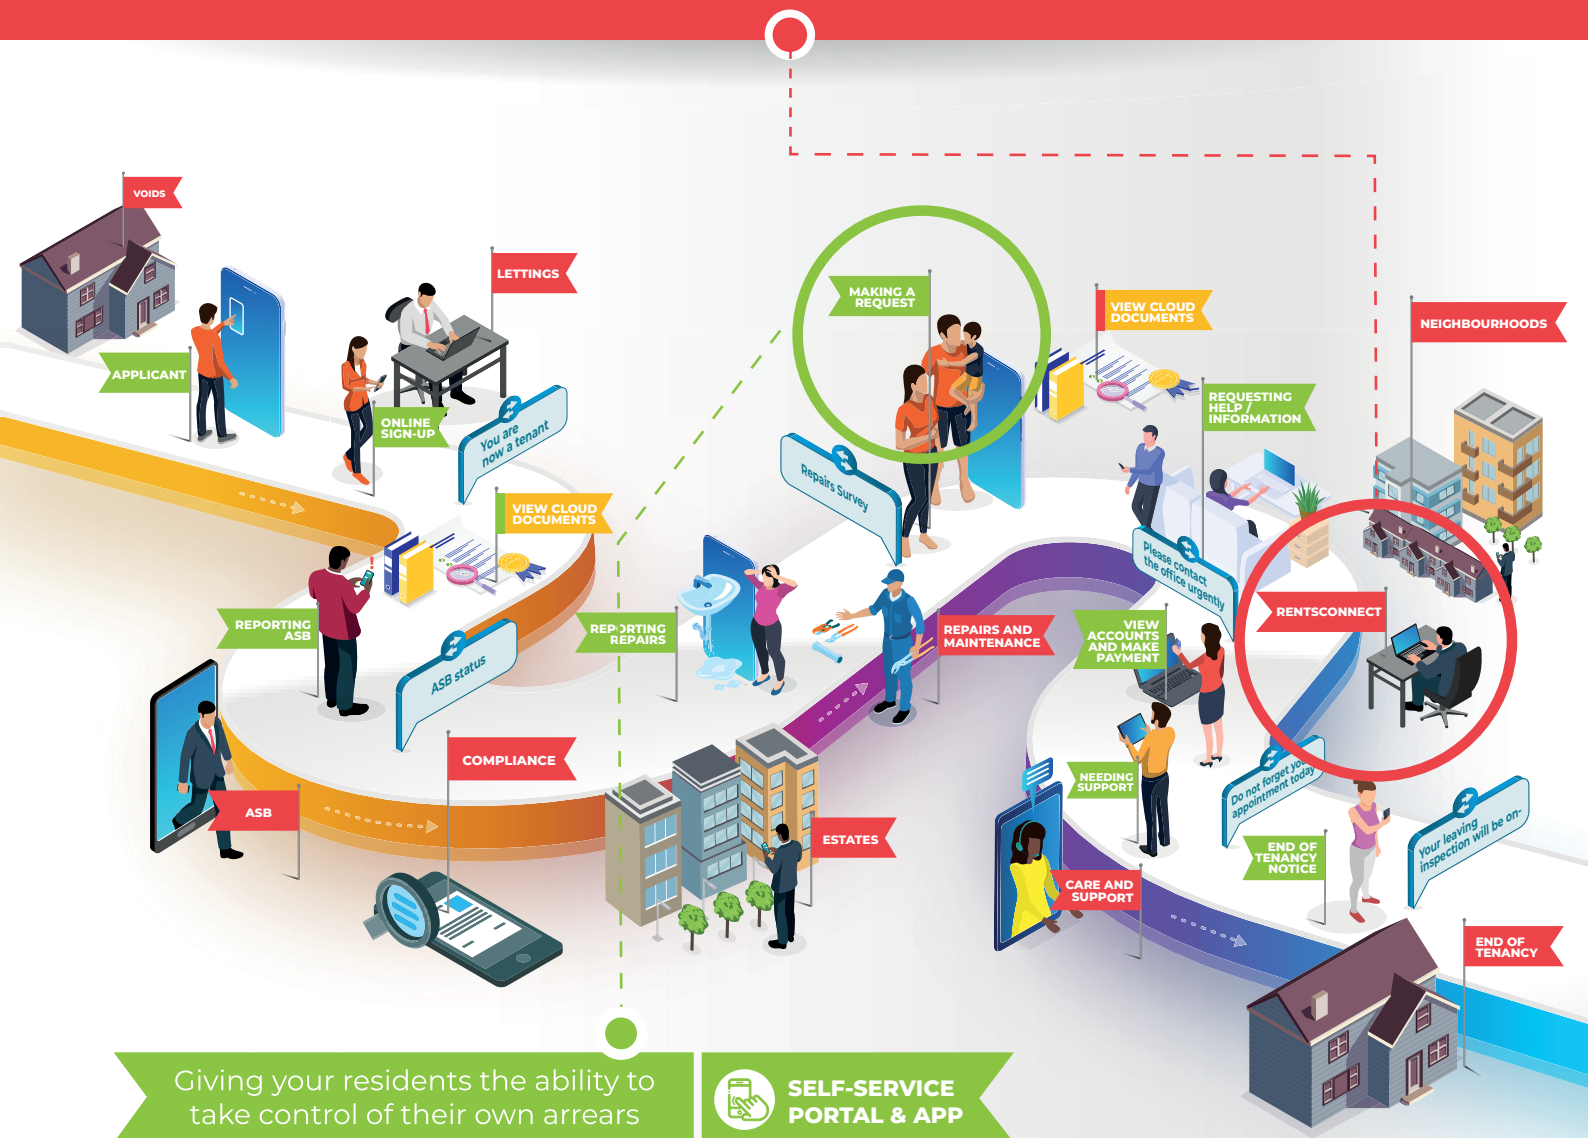 VOIDS
APPLICANT
LETTINGS
ONLINE
SIGN-UP
You are
now a tenant
VIEW CLOUD
DOCUMENTS
REPORTING
ASB
ASB status
ASB
COMPLIANCE
REPORTING
REPAIRS
Repairs Survey
MAKING A
REQUEST
VIEW CLOUD
DOCUMENTS
REQUESTING
HELP /
INFORMATION
NEIGHBOURHOODS
Please contact
the office urgently
RENTSCONNECT
REPAIRS AND
MAINTENANCE
VIEW
ACCOUNTS
AND MAKE
PAYMENT
ESTATES
NEEDING
SUPPORT
Do not forget you
appointment today
CARE AND
SUPPORT
END OF
TENANCY
NOTICE
Your leaving
inspection will be on-
END OF
TENANCY
Giving your residents the ability to
take control of their own arrears
SELF-SERVICE
PORTAL & APP